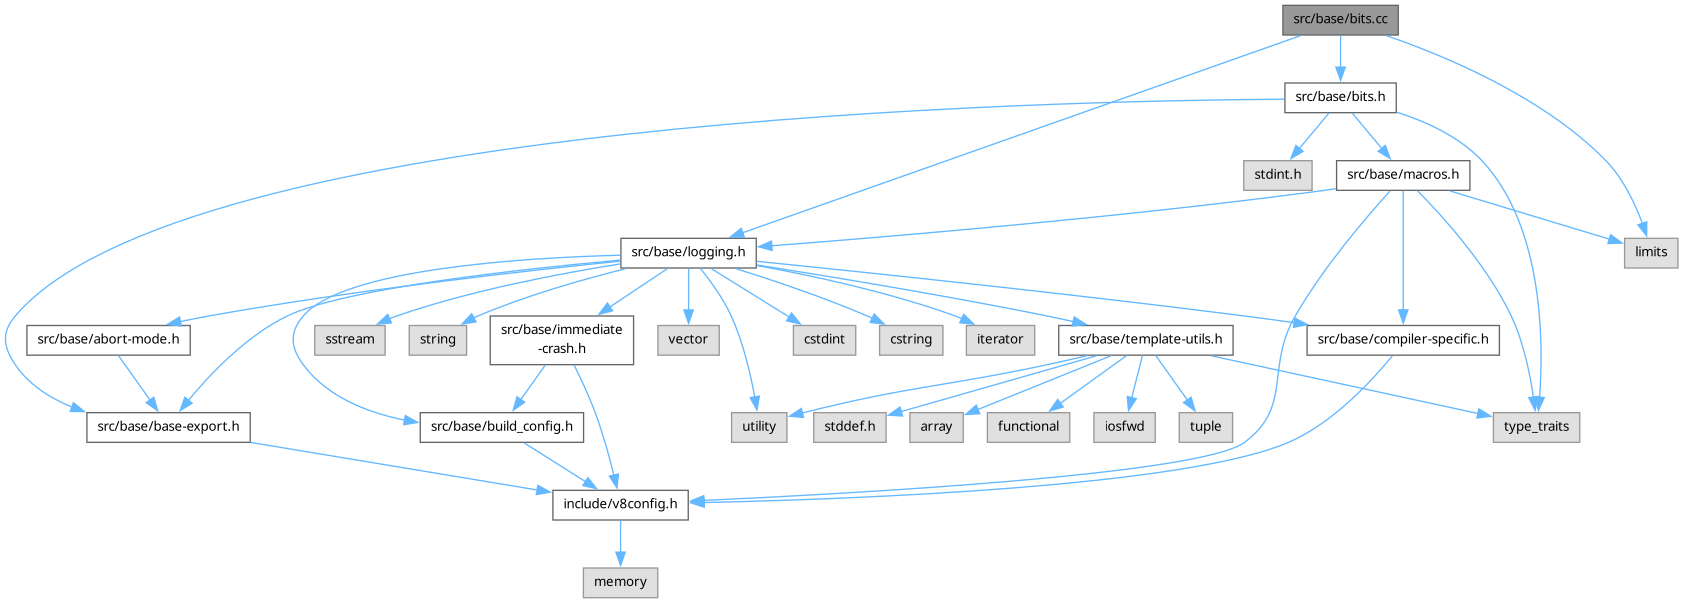 src/base/bits.cc
src/base/bits.h
stdint.h
src/base/macros.h
src/base/logging.h
limits
src/base/abort-mode.h
sstream
string
src/base/immediate
-crash.h
vector
cstdint
cstring
iterator
src/base/template-utils.h
src/base/compiler-specific.h
src/base/base-export.h
src/base/build_config.h
utility
stddef.h
array
functional
iosfwd
tuple
type_traits
include/v8config.h
memory